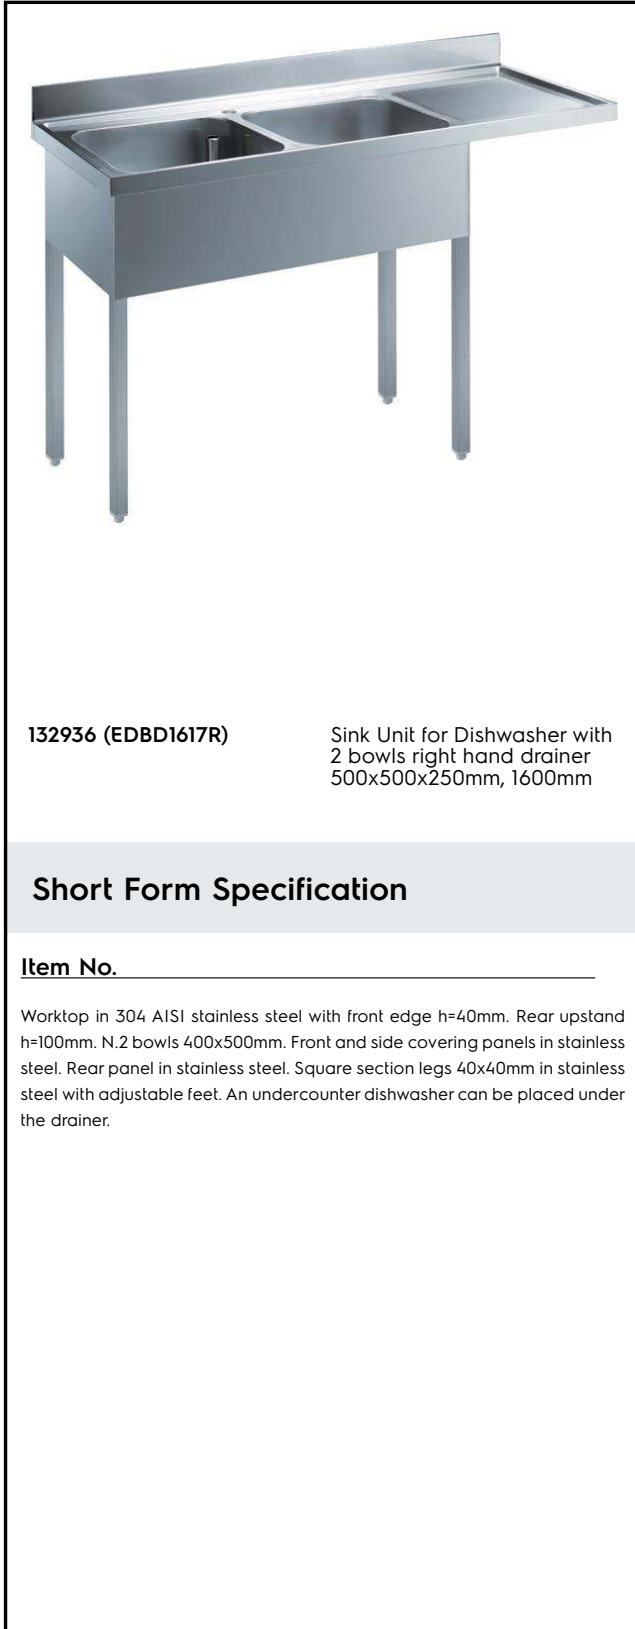 132936 (EDBD1617R)
Sink Unit for Dishwasher with
2 bowls right hand drainer
500x500x250mm, 1600mm
Short Form Specification
Item No.
Worktop in 304 AISI stainless steel with front edge h=40mm. Rear upstand
h=100mm. N.2 bowls 400x500mm. Front and side covering panels in stainless
steel. Rear panel in stainless steel. Square section legs 40x40mm in stainless
steel with adjustable feet. An undercounter dishwasher can be placed under
the drainer.